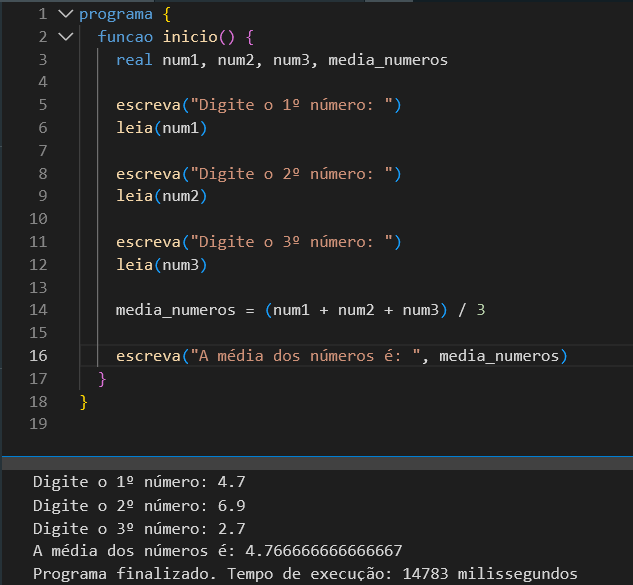 1 programa {
2 funcao inicio() {
3 real num1, num2, num3, media_numeros
4
5 escreva("Digite o 1º número: ")
6 leia(num1)
7
8 escreva("Digite o 2º número: ")
9 leia(num2)
10
11 escreva("Digite o 3º número: ")
12 leia(num3)
13
14 media_numeros = (num1 + num2 + num3) / 3
15
16 escreva("A média dos números é: ", media_numeros)
17 }
18 }
19
Digite o 1º número: 4.7
Digite o 2º número: 6.9
Digite o 3º número: 2.7
A média dos números é: 4.766666666666667
Programa finalizado. Tempo de execução: 14783 milissegundos